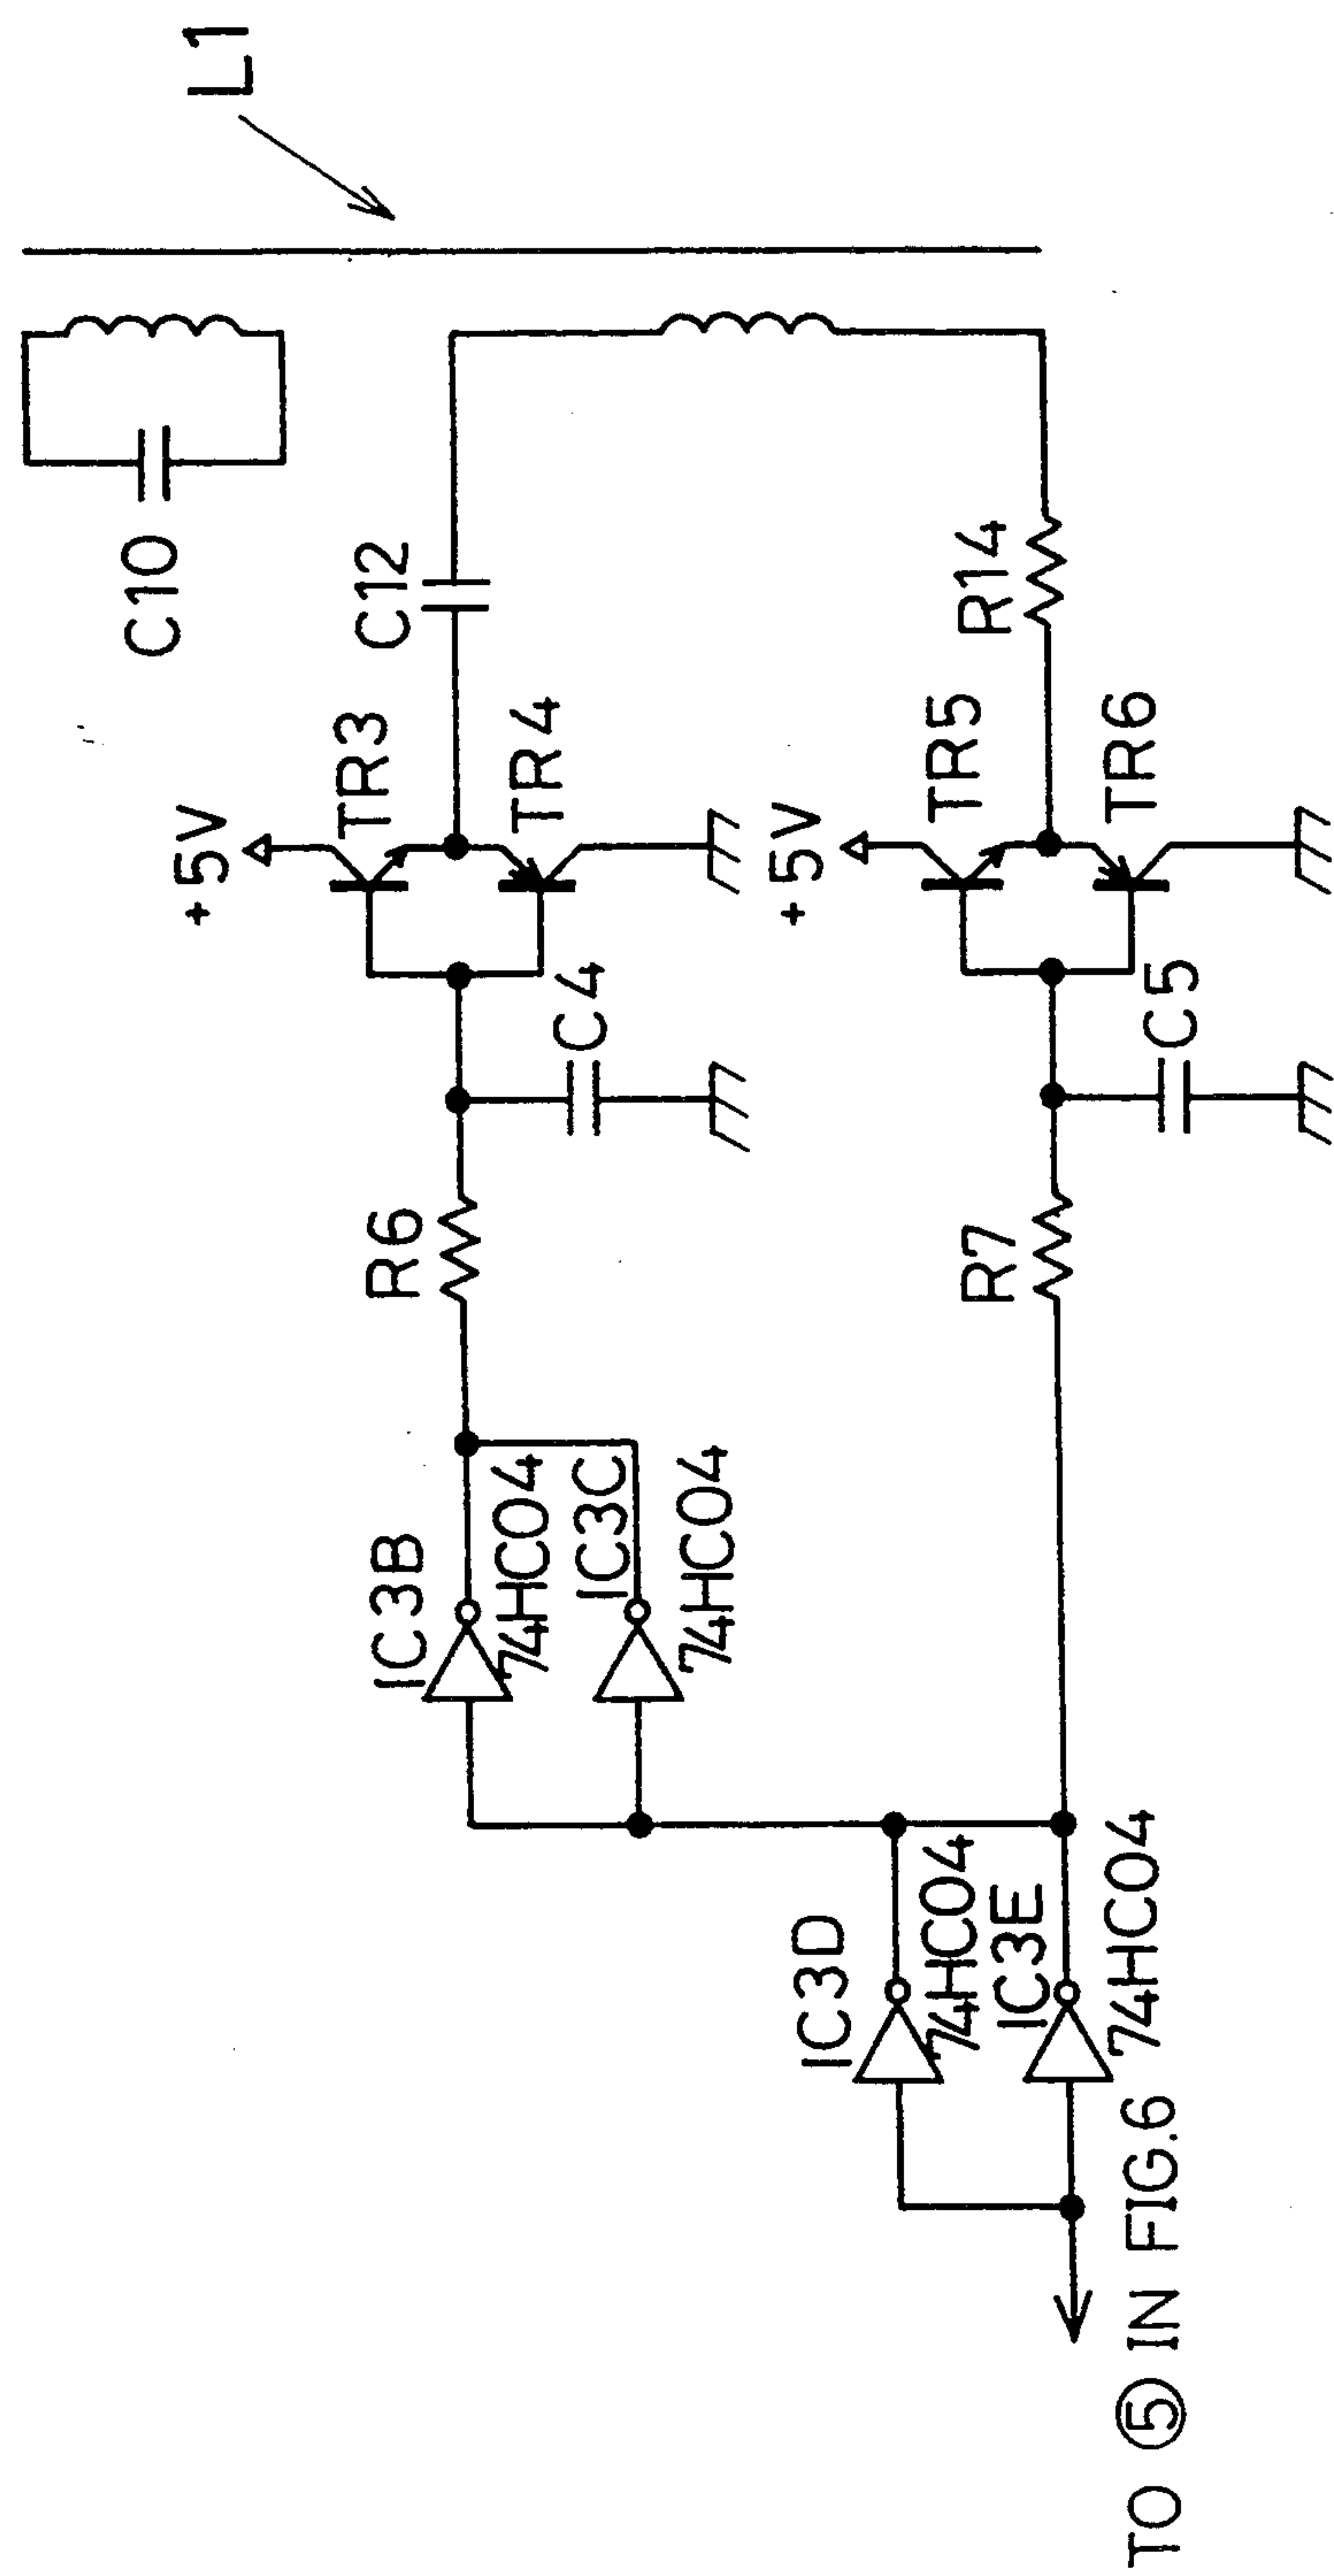 L1
C10
C12
R14
+5V
TR3
TR4
+5V
TR5
TR6
C4
C5
R6
R7
IC3B
74HC04
IC3C
74HC04
IC3D
74HC04
IC3E
74HC04
TO ⑤ IN FIG.6